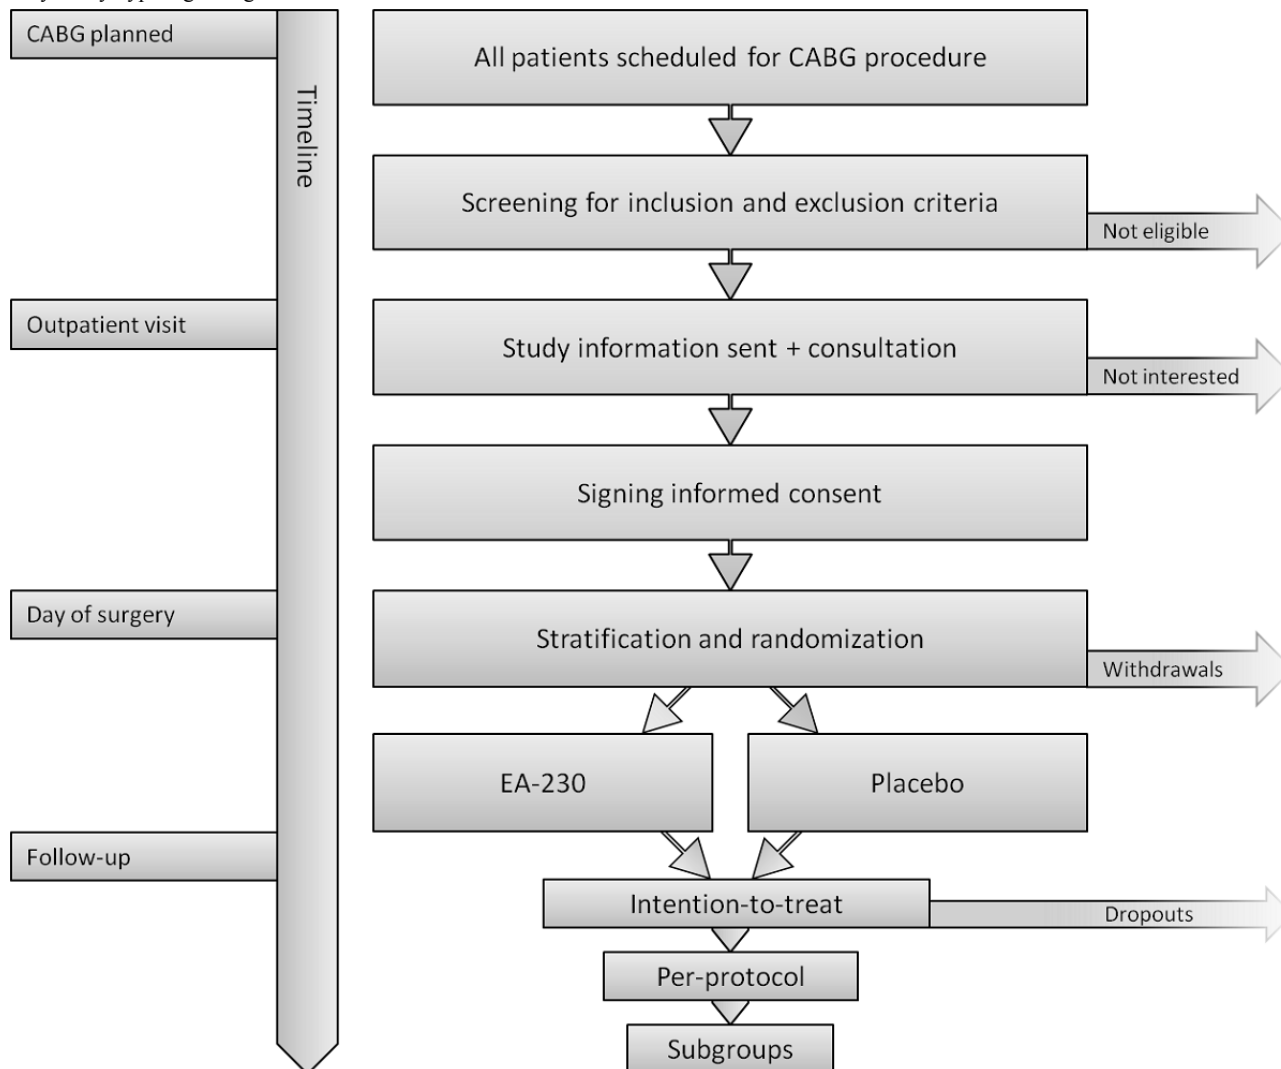 CABG planned
Timeline
All patients scheduled for CABG procedure
Screening for inclusion and exclusion criteria
Not eligible
Outpatient visit
Study information sent + consultation
Not interested
Signing informed consent
Day of surgery
Stratification and randomization
Withdrawals
EA-230
Placebo
Follow-up
Intention-to-treat
Dropouts
Per-protocol
Subgroups